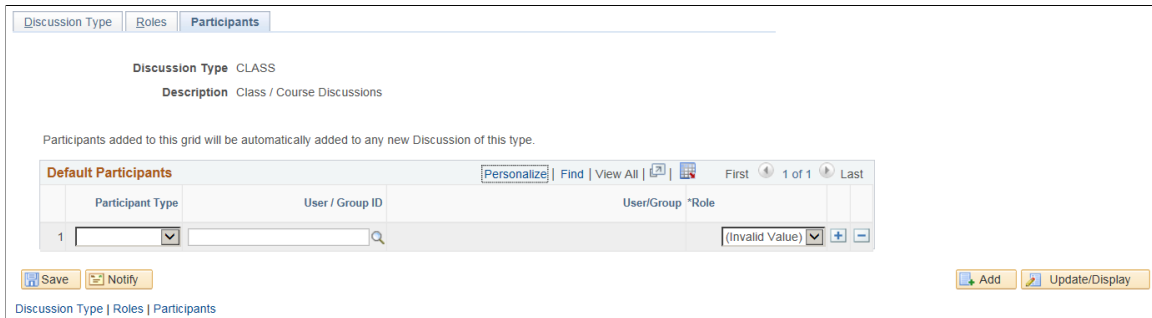 Discussion Type Roles Participants
Discussion Type CLASS
Description Class / Course Discussions
Participants added to this grid will be automatically added to any new Discussion of this type.
Default Participants Personalize | Find | View All | | First 1 of 1 Last
Participant Type User / Group ID User/Group *Role
1 (Invalid Value)
Save Notify Add Update/Display
Discussion Type | Roles | Participants